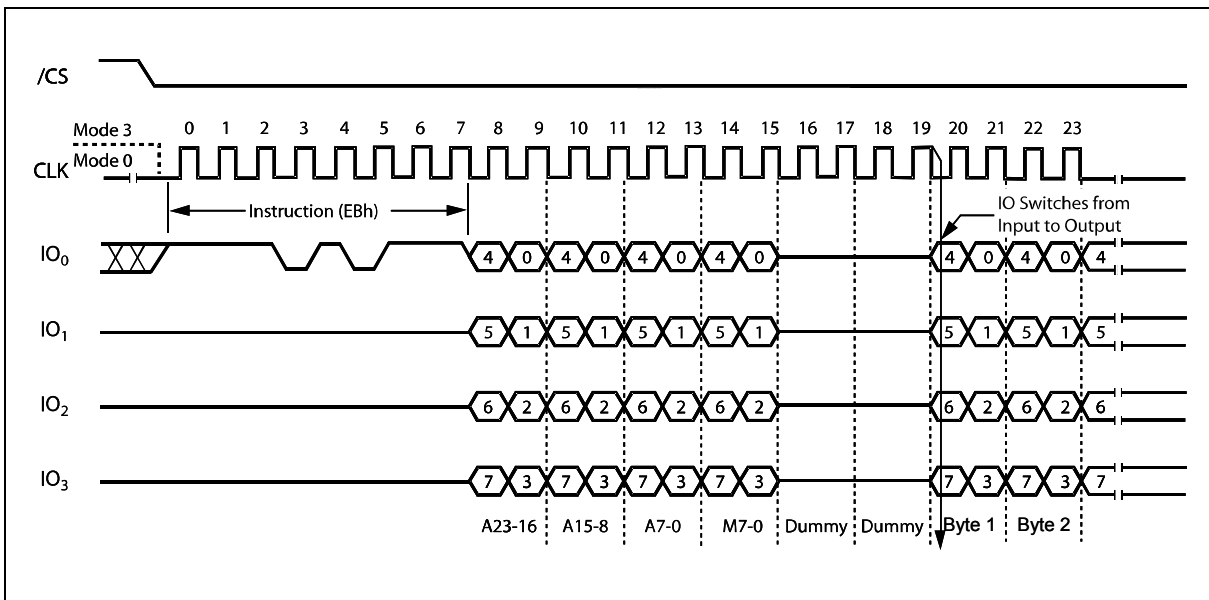 /CS
Mode 3
0 1 2 3 4 5 6 7 8 9 10 11 12 13 14 15 16 17 18 19 20 21 22 23
CLK
Mode 0
Instruction (EBh)
IO Switches from
Input to Output
IO0
4 0 4 0 4 0 4 0 4 0 4 0 4
IO1
5 1 5 1 5 1 5 1 5 1 5 1 5
IO2
6 2 6 2 6 2 6 2 6 2 6 2 6
IO3
7 3 7 3 7 3 7 3 7 3 7 3 7
A23-16 A15-8 A7-0 M7-0 Dummy Dummy Byte 1 Byte 2